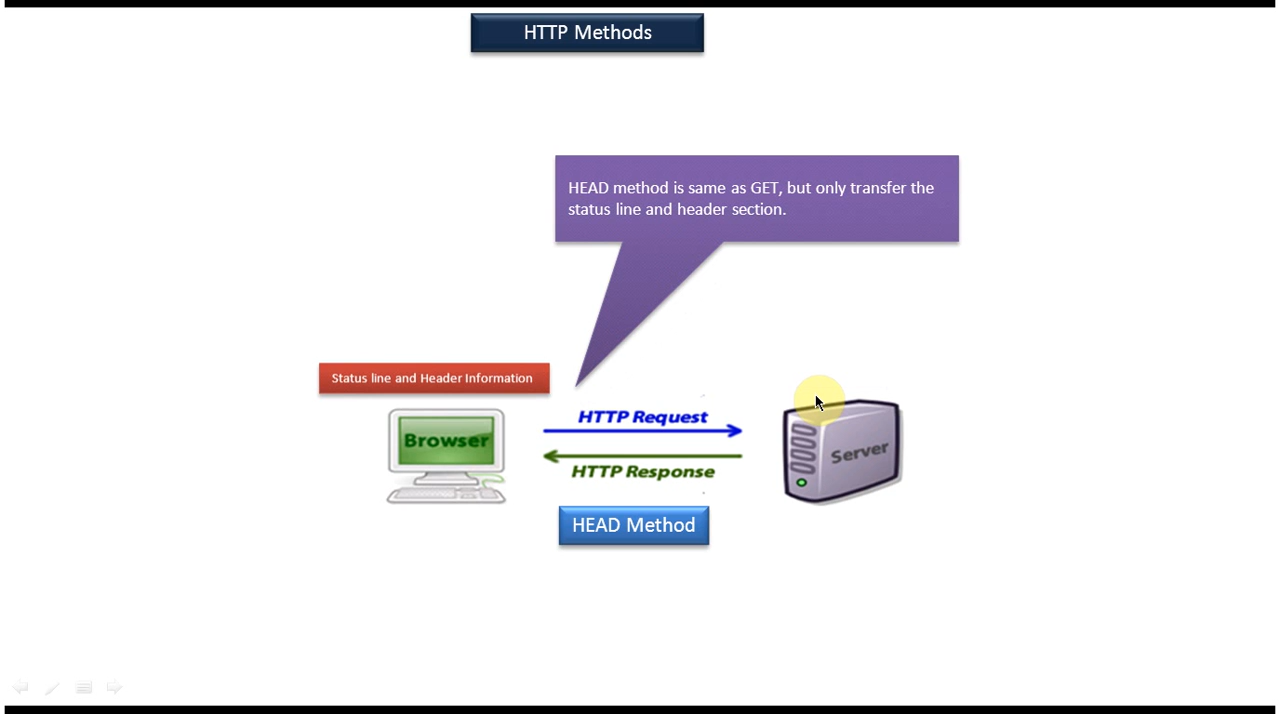 HTTP Methods
HEAD method is same as GET, but only transfer the
status line and header section.
Status line and Header Information
Browser
HTTP Request
HTTP Response
Server
HEAD Method